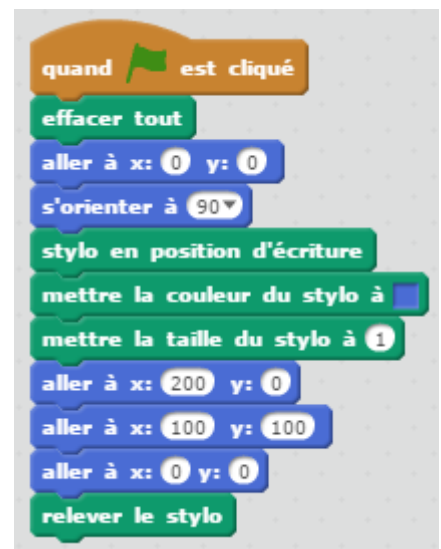 quand est cliqué
effacer tout
aller à x: 0 y: 0
s'orienter à 90
stylo en position d'écriture
mettre la couleur du stylo à
mettre la taille du stylo à 1
aller à x: 200 y: 0
aller à x: 100 y: 100
aller à x: 0 y: 0
relever le stylo